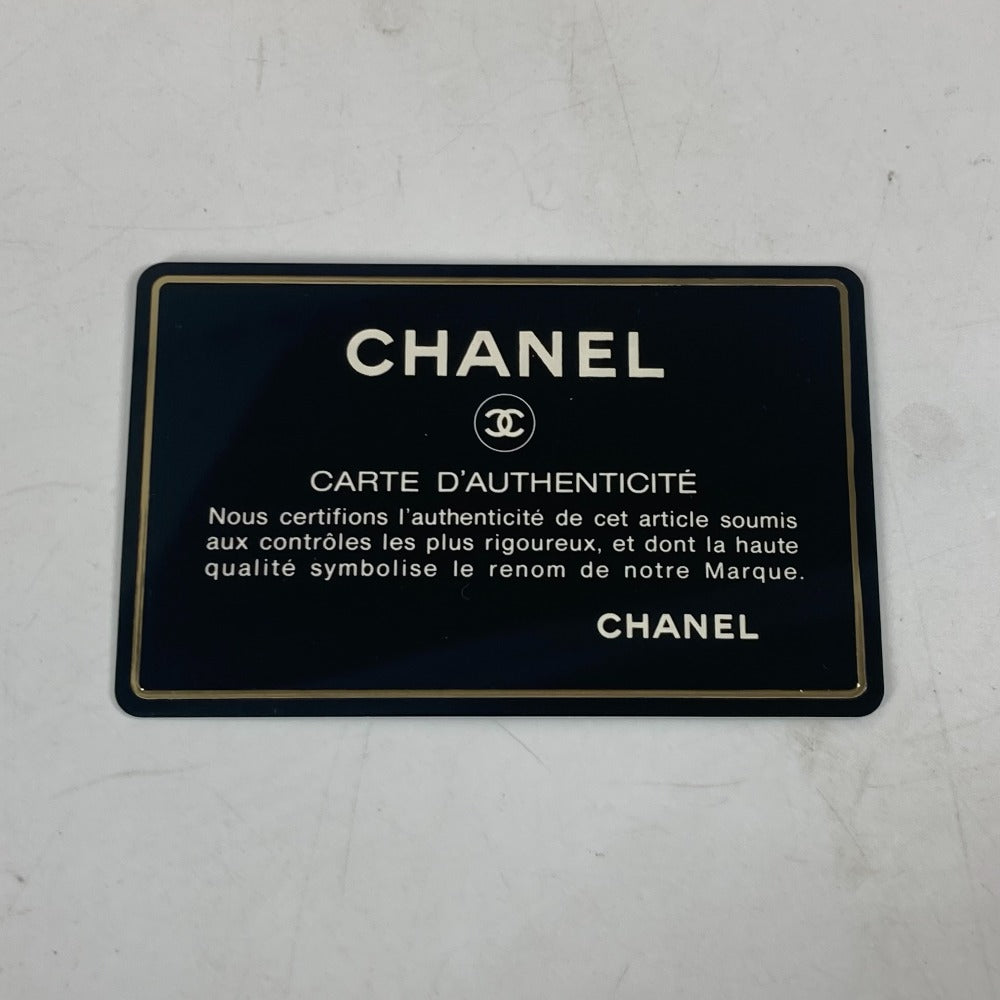 CHANEL
CARTE D'AUTHENTICITÉ
Nous certifions l'authenticité de cet article soumis
aux contrôles les plus rigoureux, et dont la haute
qualité symbolise le renom de notre Marque.
CHANEL